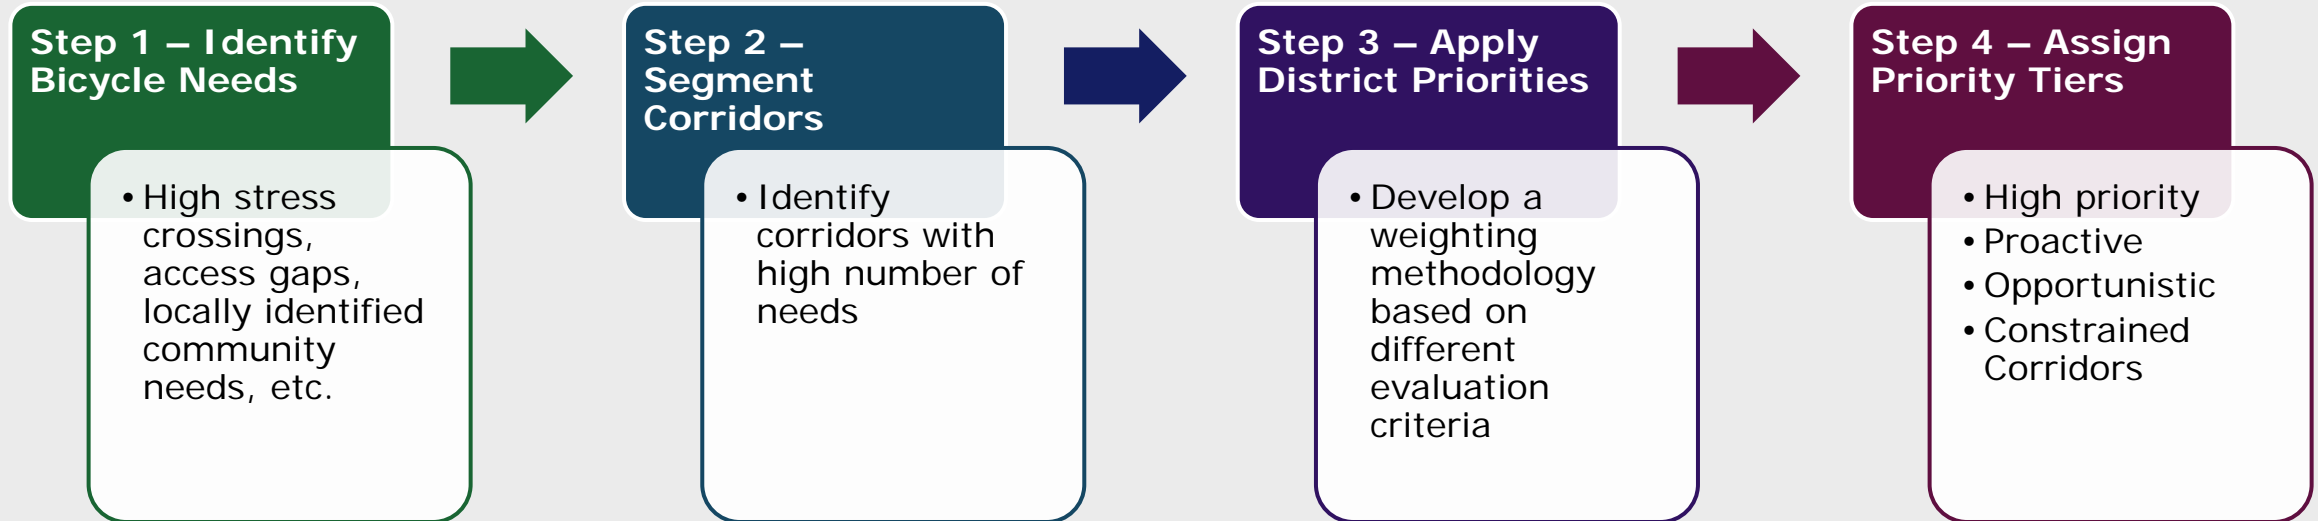 Step 1 – Identify
Bicycle Needs
• High stress
crossings,
access gaps,
locally identified
community
needs, etc.
Step 2 –
Segment
Corridors
• Identify
corridors with
high number of
needs
Step 3 – Apply
District Priorities
• Develop a
weighting
methodology
based on
different
evaluation
criteria
Step 4 – Assign
Priority Tiers
• High priority
• Proactive
• Opportunistic
• Constrained
Corridors